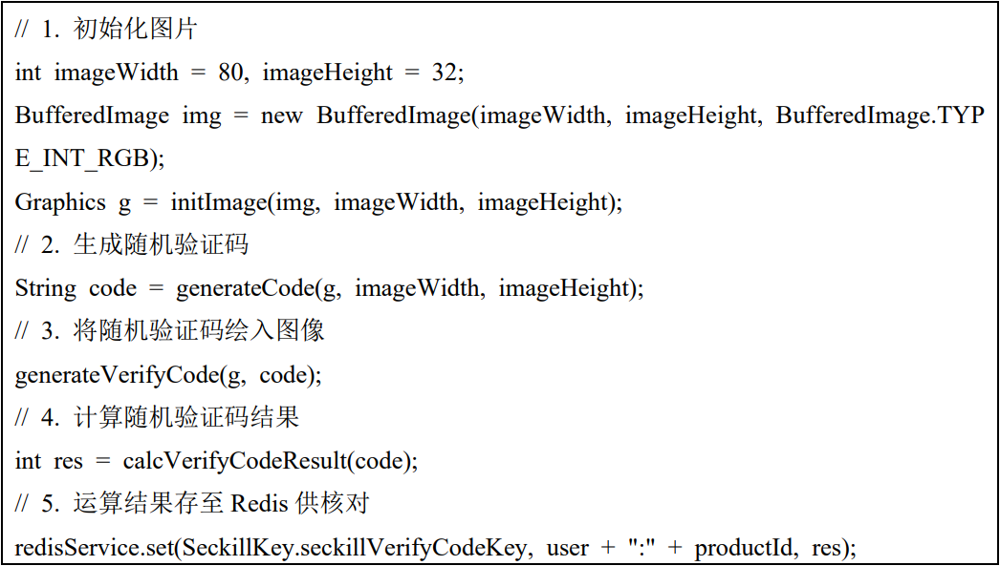 // 1. 初始化图片
int imageWidth = 80, imageHeight = 32;
BufferedImage img = new BufferedImage(imageWidth, imageHeight, BufferedImage.TYP
E_INT_RGB);
Graphics g = initImage(img, imageWidth, imageHeight);
// 2. 生成随机验证码
String code = generateCode(g, imageWidth, imageHeight);
// 3. 将随机验证码绘入图像
generateVerifyCode(g, code);
// 4. 计算随机验证码结果
int res = calcVerifyCodeResult(code);
// 5. 运算结果存至 Redis 供核对
redisService.set(SeckillKey.seckillVerifyCodeKey, user + ":" + productId, res);